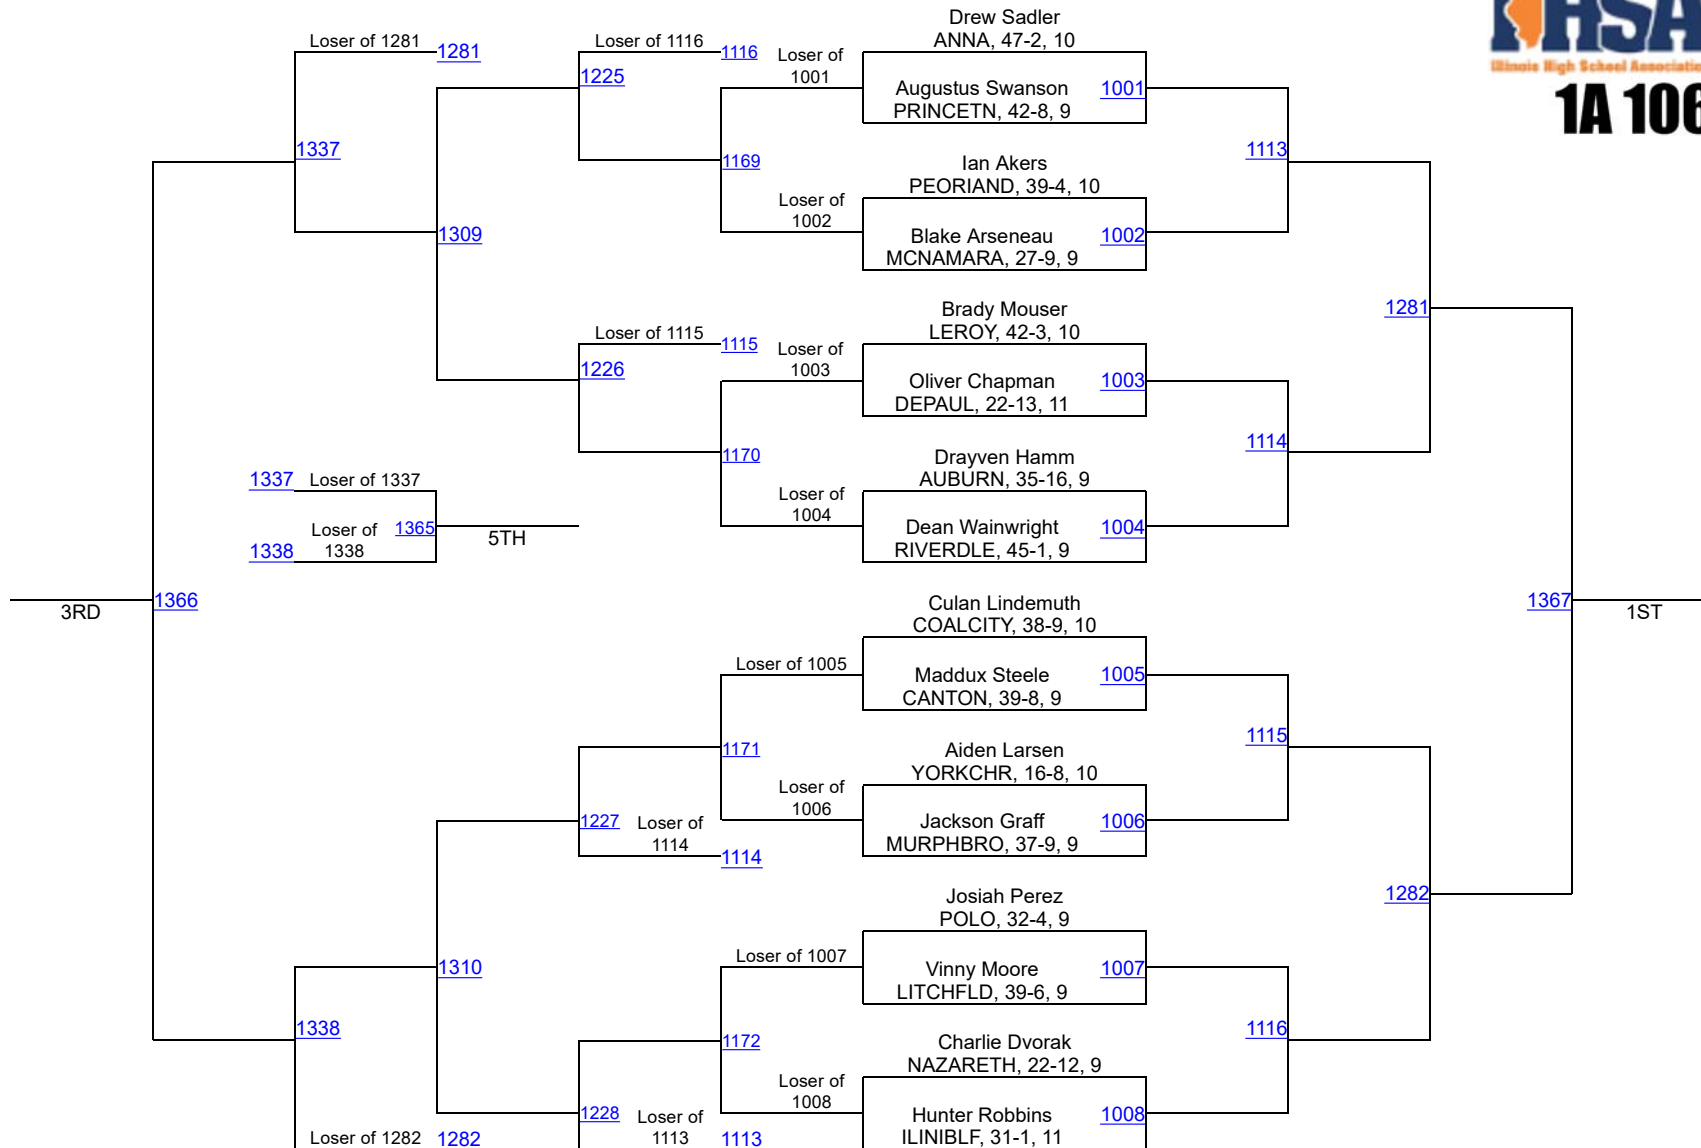 Drew Sadler
ANNA, 47-2, 10
Loser of 1281
1281
Loser of 1116
1116
Loser of
1001
1225
Augustus Swanson
PRINCETN, 42-8, 9
1001
Illinois High School Associatio
1A 106
1337
1169
Ian Akers
PEORIAND, 39-4, 10
1113
Loser of
1002
1309
Blake Arseneau
MCNAMARA, 27-9, 9
1002
Brady Mouser
LEROY, 42-3, 10
1281
Loser of 1115
1115
Loser of
1003
1226
Oliver Chapman
DEPAUL, 22-13, 11
1003
1170
Drayven Hamm
AUBURN, 35-16, 9
1114
1337
Loser of 1337
Loser of
1004
1338
Loser of
1338
1365
5TH
Dean Wainwright
RIVERDLE, 45-1, 9
1004
3RD
1366
Culan Lindemuth
COALCITY, 38-9, 10
1367
1ST
Loser of 1005
Maddux Steele
CANTON, 39-8, 9
1005
1171
Aiden Larsen
YORKCHR, 16-8, 10
1115
Loser of
1006
1227
Loser of
1114
1114
Jackson Graff
MURPHBRO, 37-9, 9
1006
Josiah Perez
POLO, 32-4, 9
1282
Loser of 1007
1310
Vinny Moore
LITCHFLD, 39-6, 9
1007
1338
1172
Charlie Dvorak
NAZARETH, 22-12, 9
1116
Loser of
1008
1228
Loser of
1113
1113
Hunter Robbins
ILINIBLF, 31-1, 11
1008
Loser of 1282
1282